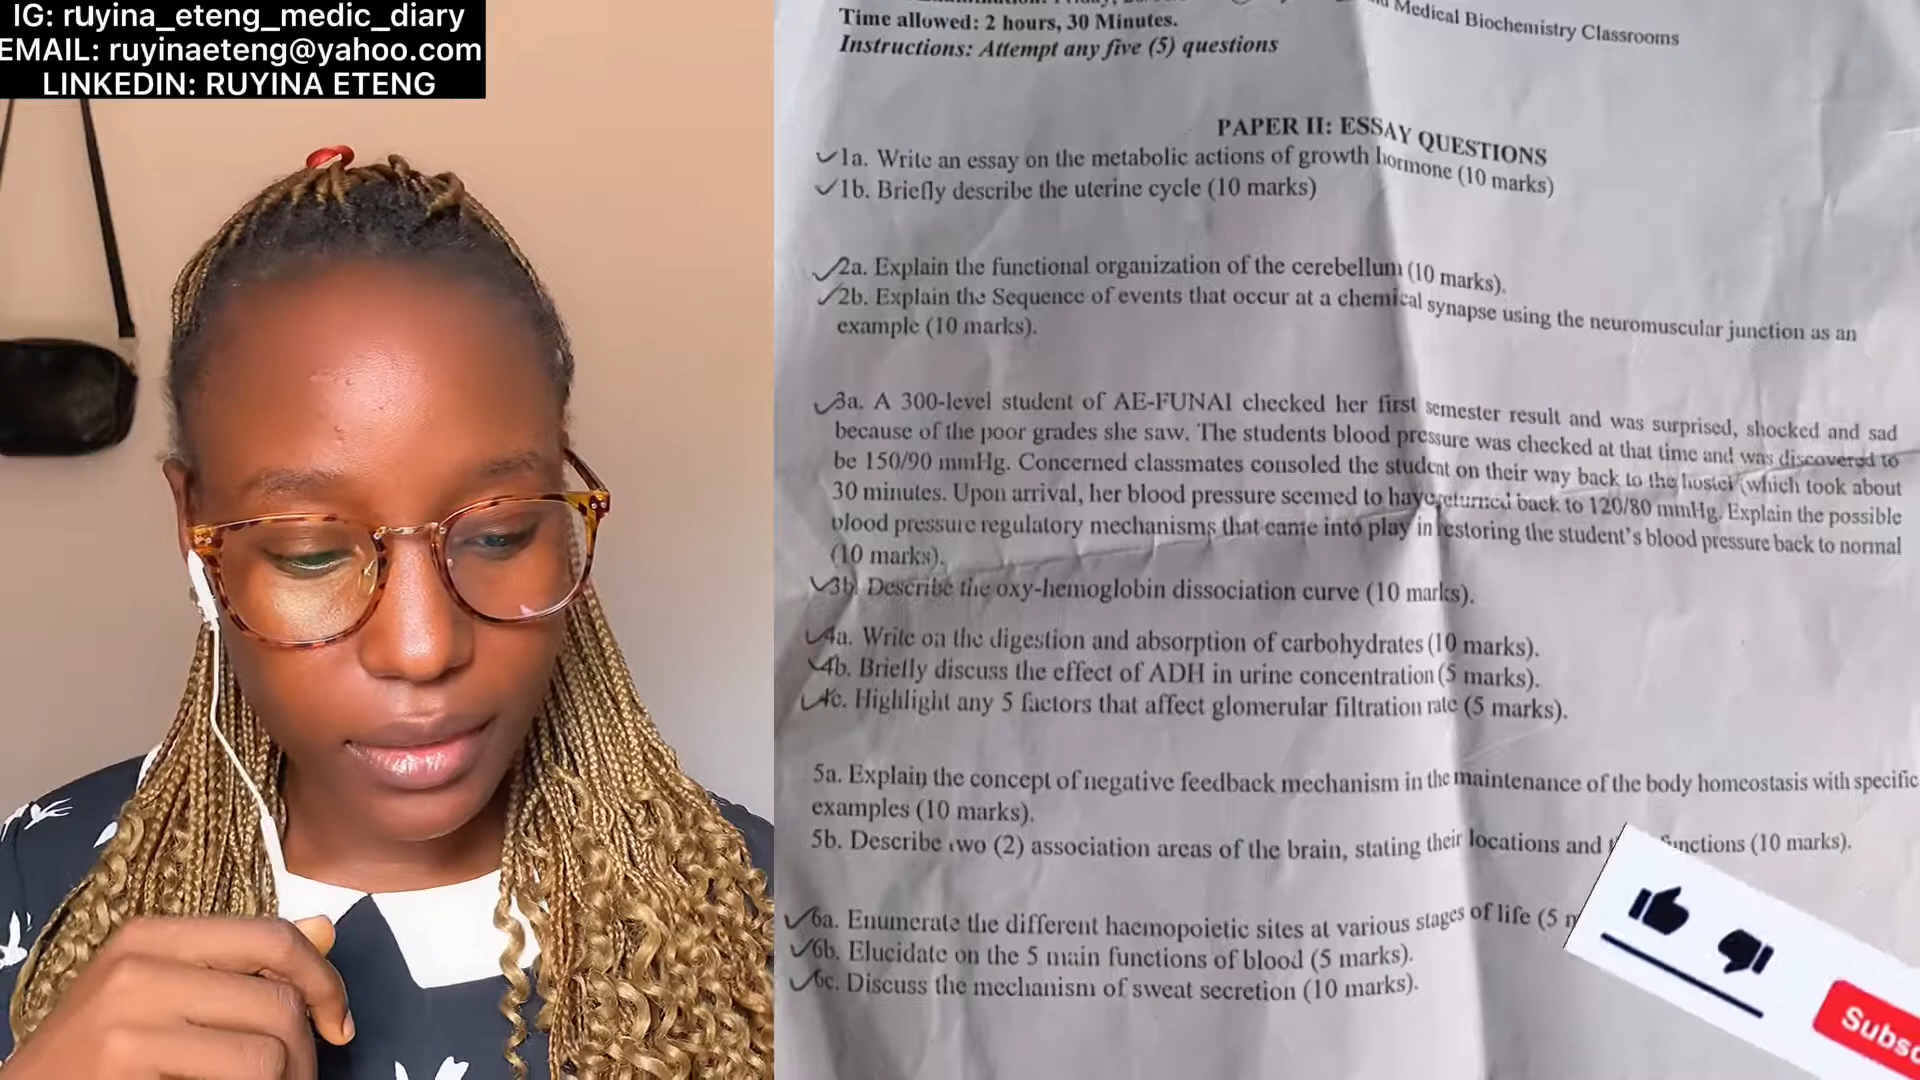 IG: ruyina_eteng_medic_diary
EMAIL: ruyinaeteng@yahoo.com
LINKEDIN: RUYINA ETENG
Medical Biochemistry Classrooms
Time allowed: 2 hours, 30 Minutes.
Instructions: Attempt any five (5) questions
PAPER II: ESSAY QUESTIONS
1a. Write an essay on the metabolic actions of growth hormone (10 marks)
1b. Briefly describe the uterine cycle (10 marks)
2a. Explain the functional organization of the cerebellum (10 marks).
2b. Explain the Sequence of events that occur at a chemical synapse using the neuromuscular junction as an
example (10 marks).
3a. A 300-level student of AE-FUNAI checked her first semester result and was surprised, shocked and sad
because of the poor grades she saw. The students blood pressure was checked at that time and was discovered to
be 150/90 mmHg. Concerned classmates consoled the student on their way back to the hostel (which took about
30 minutes. Upon arrival, her blood pressure seemed to have returned back to 120/80 mmHg. Explain the possible
blood pressure regulatory mechanisms that came into play in restoring the student's blood pressure back to normal
(10 marks).
3b. Describe the oxy-hemoglobin dissociation curve (10 marks).
4a. Write on the digestion and absorption of carbohydrates (10 marks).
4b. Briefly discuss the effect of ADH in urine concentration (5 marks).
4c. Highlight any 5 factors that affect glomerular filtration rate (5 marks).
5a. Explain the concept of negative feedback mechanism in the maintenance of the body homeostasis with specific
examples (10 marks).
5b. Describe two (2) association areas of the brain, stating their locations and functions (10 marks).
6a. Enumerate the different haemopoietic sites at various stages of life (5
6b. Elucidate on the 5 main functions of blood (5 marks).
6c. Discuss the mechanism of sweat secretion (10 marks).
Subsc